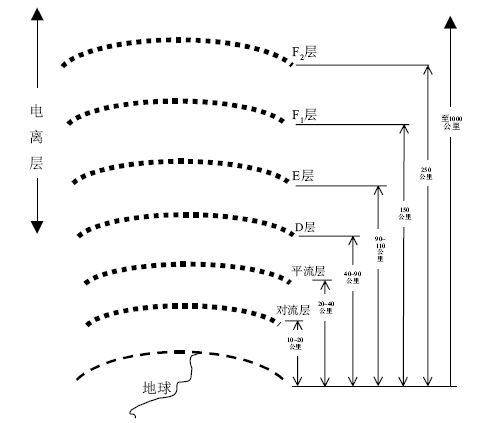 F₂层
电
离
层
F₁层
至1000
公里
E层
250
公里
D层
150
公里
90-
110
公
里
平流层
40-90
公里
对流层
20-40
公里
10-20
公里
地球